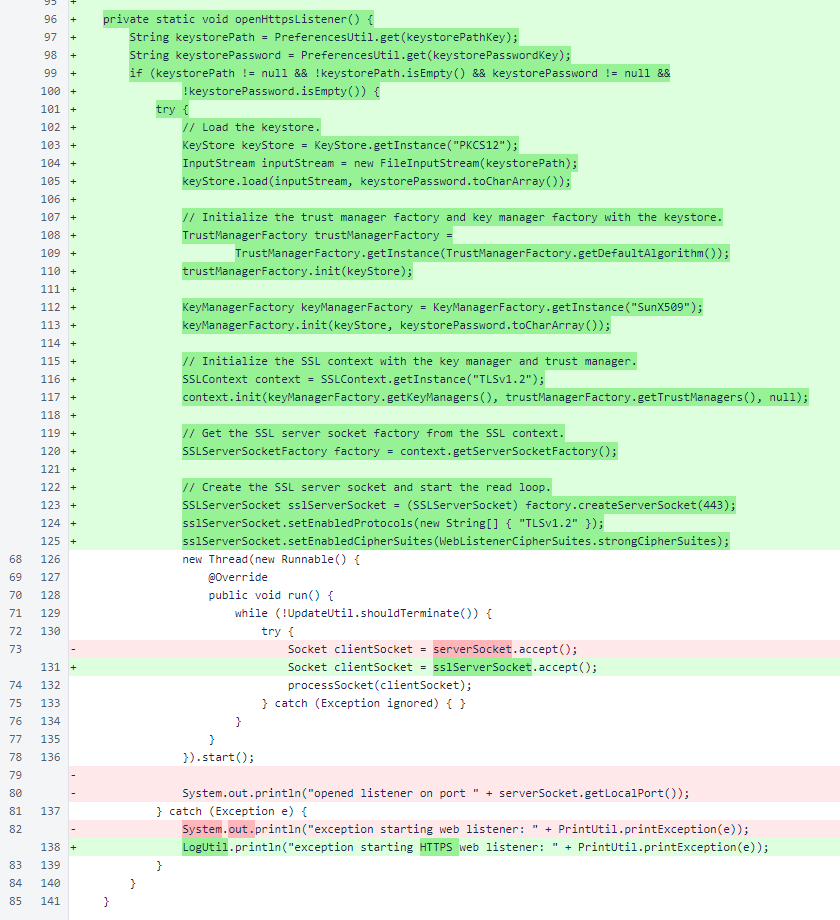 95 +
96 + private static void openHttpsListener() {
97 + String keystorePath = PreferencesUtil.get(keystorePathKey);
98 + String keystorePassword = PreferencesUtil.get(keystorePasswordKey);
99 + if (keystorePath != null && !keystorePath.isEmpty() && keystorePassword != null &&
100 + !keystorePassword.isEmpty()) {
101 + try {
102 + // Load the keystore.
103 + KeyStore keyStore = KeyStore.getInstance("PKCS12");
104 + InputStream inputStream = new FileInputStream(keystorePath);
105 + keyStore.load(inputStream, keystorePassword.toCharArray());
106 +
107 + // Initialize the trust manager factory and key manager factory with the keystore.
108 + TrustManagerFactory trustManagerFactory =
109 + TrustManagerFactory.getInstance(TrustManagerFactory.getDefaultAlgorithm());
110 + trustManagerFactory.init(keyStore);
111 +
112 + KeyManagerFactory keyManagerFactory = KeyManagerFactory.getInstance("SunX509");
113 + keyManagerFactory.init(keyStore, keystorePassword.toCharArray());
114 +
115 + // Initialize the SSL context with the key manager and trust manager.
116 + SSLContext context = SSLContext.getInstance("TLSv1.2");
117 + context.init(keyManagerFactory.getKeyManagers(), trustManagerFactory.getTrustManagers(), null);
118 +
119 + // Get the SSL server socket factory from the SSL context.
120 + SSLServerSocketFactory factory = context.getServerSocketFactory();
121 +
122 + // Create the SSL server socket and start the read loop.
123 + SSLServerSocket sslServerSocket = (SSLServerSocket) factory.createServerSocket(443);
124 + sslServerSocket.setEnabledProtocols(new String[] { "TLSv1.2" });
125 + sslServerSocket.setEnabledCipherSuites(WebListenerCipherSuites.strongCipherSuites);
68 126 new Thread(new Runnable() {
69 127 @Override
70 128 public void run() {
71 129 while (!UpdateUtil.shouldTerminate()) {
72 130 try {
73 - Socket clientSocket = serverSocket.accept();
131 + Socket clientSocket = sslServerSocket.accept();
74 132 processSocket(clientSocket);
75 133 } catch (Exception ignored) { }
76 134 }
77 135 }
78 136 }).start();
79 -
80 - System.out.println("opened listener on port " + serverSocket.getLocalPort());
81 137 } catch (Exception e) {
82 - System.out.println("exception starting web listener: " + PrintUtil.printException(e));
138 + LogUtil.println("exception starting HTTPS web listener: " + PrintUtil.printException(e));
83 139 }
84 140 }
85 141 }